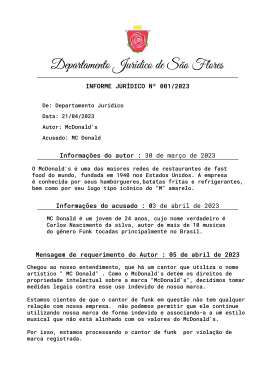 Departamento Jurídico de São Flores
INFORME JURÍDICO Nº 001/2023
De: Departamento Jurídico
Data: 21/04/2023
Autor: McDonald's
Acusado: MC Donald
Informações do autor : 30 de março de 2023
O McDonald's é uma das maiores redes de restaurantes de fast
food do mundo, fundada em 1940 nos Estados Unidos. A empresa
é conhecida por seus hambúrgueres,batatas fritas e refrigerantes,
bem como por seu logo tipo icônico do "M" amarelo.
Informações do acusado : 03 de abril de 2023
MC Donald é um jovem de 24 anos, cujo nome verdadeiro é
Carlos Nascimento da silva, autor de mais de 10 musicas
do gênero Funk tocadas principalmente no Brasil.
Mensagem de requerimento do Autor : 05 de abril de 2023
Chegou ao nosso entendimento, que há um cantor que utiliza o nome
artístico " MC Donald" . Como o McDonald's detém os direitos de
propriedade intelectual sobre a marca "McDonald's", decidimos tomar
medidas legais contra esse uso indevido de nossa marca.
Estamos cientes de que o cantor de funk em questão não tem qualquer
relação com nossa empresa. não podemos permitir que ele continue
utilizando nossa marca de forma indevida e associando-a a um estilo
musical que não está alinhado com os valores do McDonald's.
Por isso, estamos processando o cantor de funk por violação de
marca registrada.